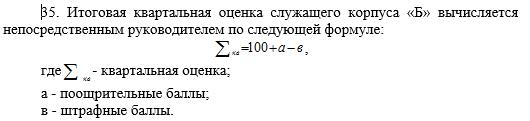 35. Итоговая квартальная оценка служащего корпуса «Б» вычисляется
непосредственным руководителем по следующей формуле:
∑кв=100+а−в,
где∑ кв- квартальная оценка;
а - поощрительные баллы;
в - штрафные баллы.